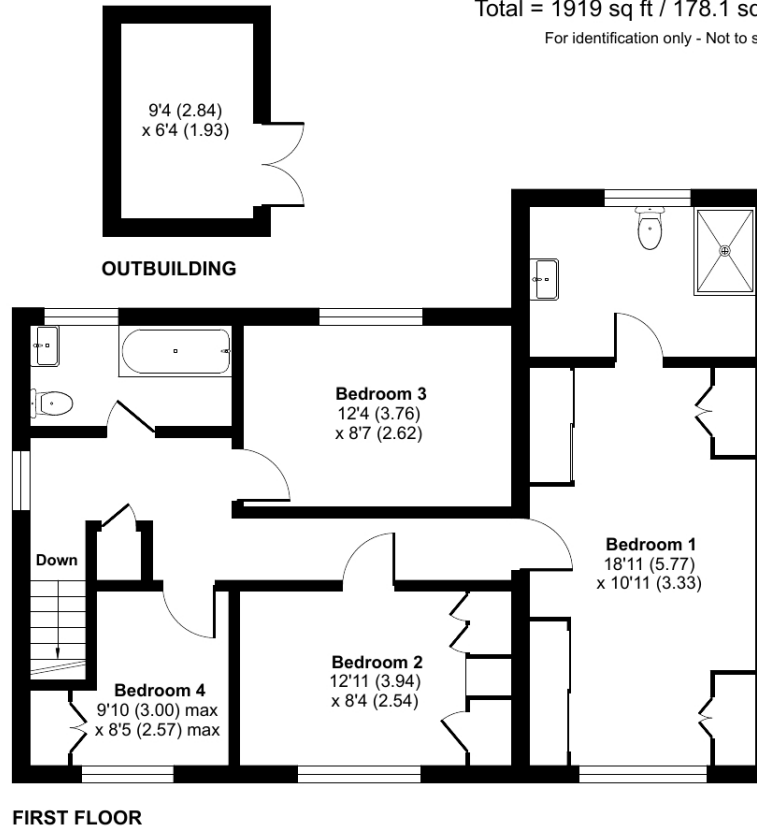 Total = 1919 sq ft / 178.1 sq
For identification only - Not to s
9'4 (2.84)
x 6'4 (1.93)
OUTBUILDING
Bedroom 3
12'4 (3.76)
x 8'7 (2.62)
Bedroom 1
18'11 (5.77)
x 10'11 (3.33)
Down
Bedroom 2
12'11 (3.94)
x 8'4 (2.54)
Bedroom 4
9'10 (3.00) max
x 8'5 (2.57) max
FIRST FLOOR